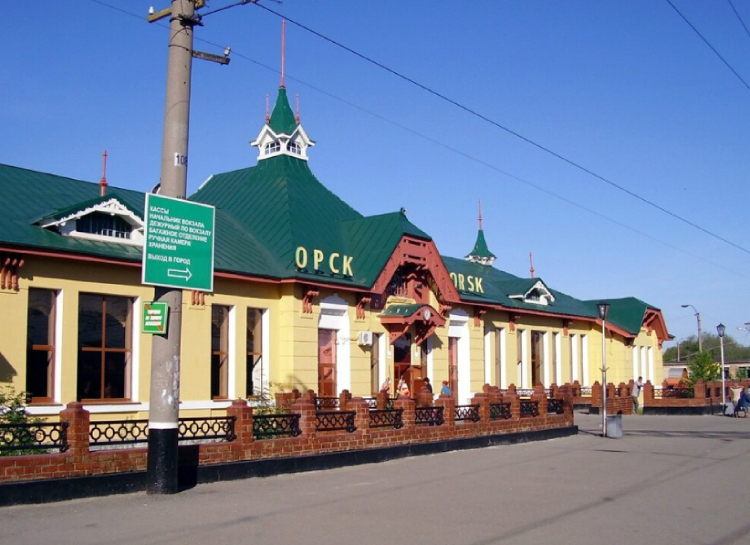 ОРСК
ORSK
КАССЫ
НАЧАЛЬНИК ВОКЗАЛА
ДЕЖУРНЫЙ ПО ВОКЗАЛУ
БАГАЖНОЕ ОТДЕЛЕНИЕ
РУЧНАЯ КАМЕРА
ХРАНЕНИЯ
ВЫХОД В ГОРОД